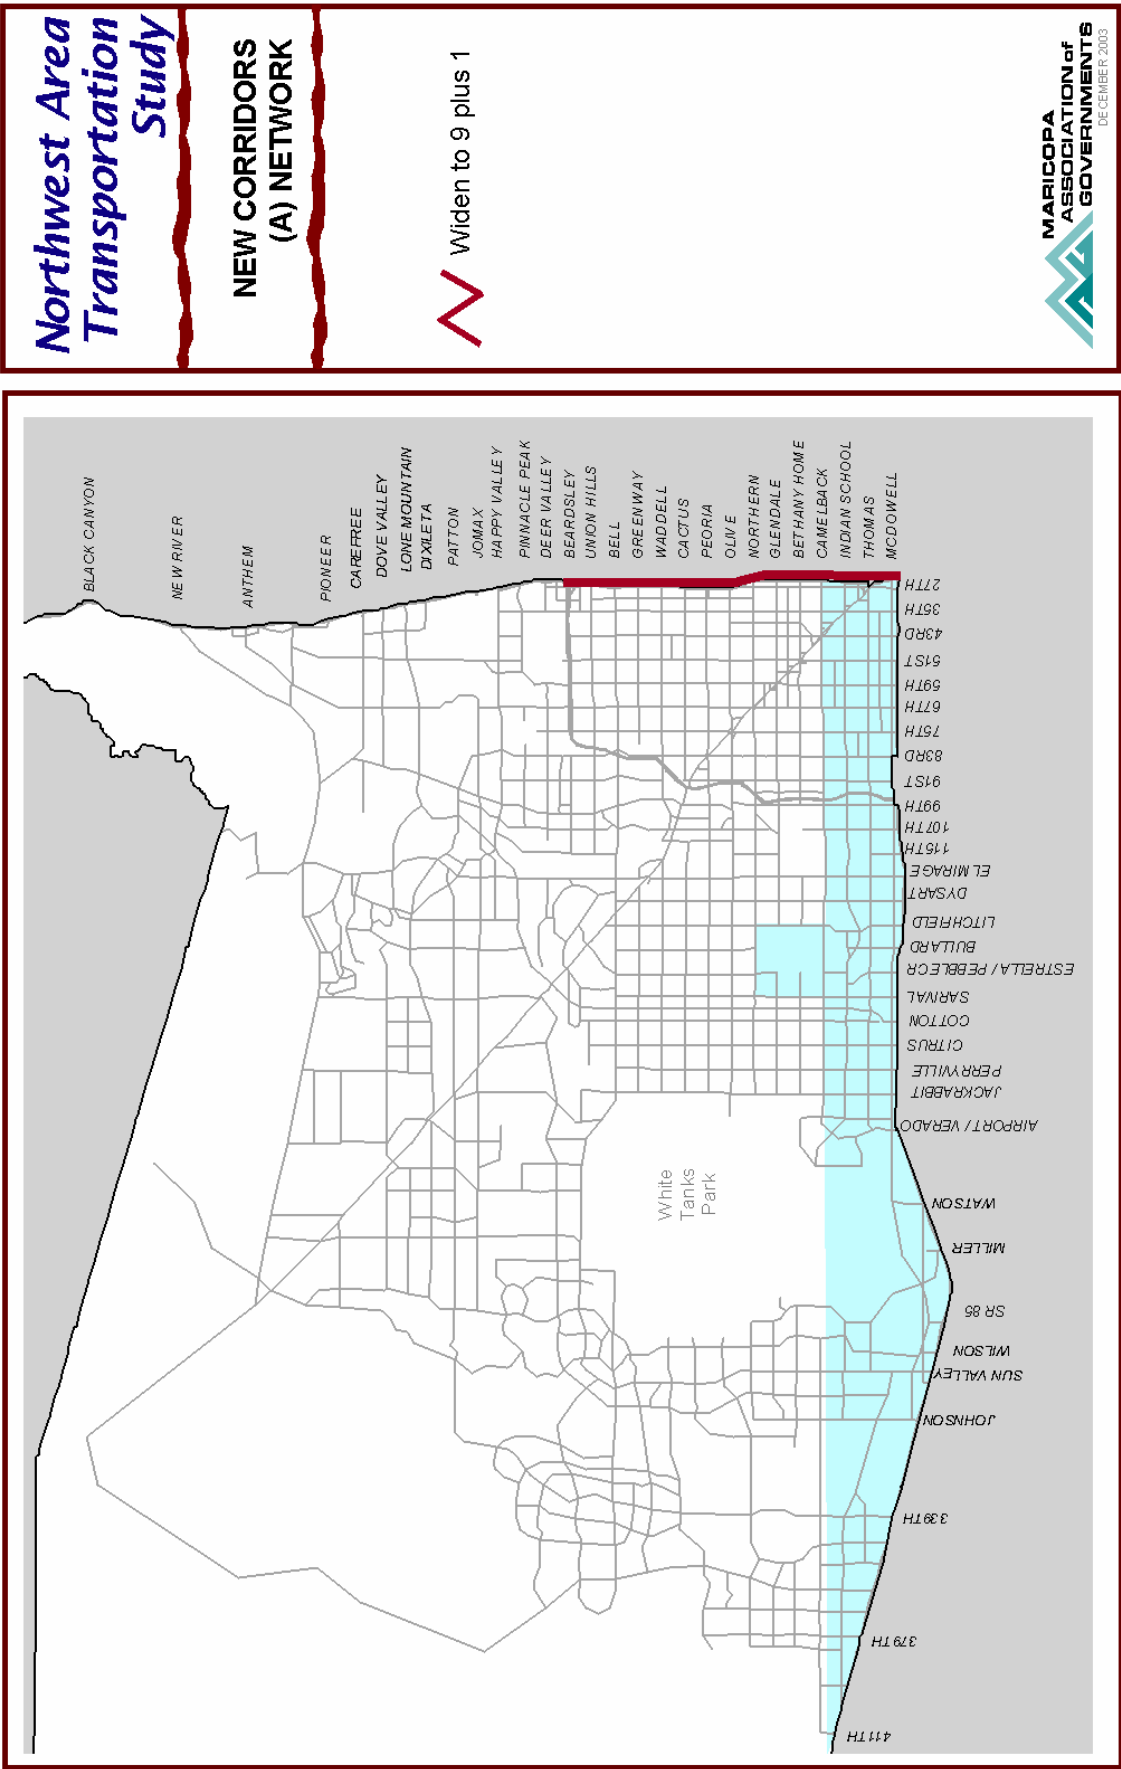 Northwest Area
Transportation
Study
NEW CORRIDORS
(A) NETWORK
Widen to 9 plus 1
MARICOPA
ASSOCIATION of
GOVERNMENTS
DECEMBER 2003
BLACK CANYON
NEW RIVER
ANTHEM
PIONEER
CAREFREE
DOVE VALLEY
LONE MOUNTAIN
DIXILETA
PATTON
JOMAX
HAPPY VALLEY
PINNACLE PEAK
DEER VALLEY
BEARDSLEY
UNION HILLS
BELL
GREENWAY
WADDELL
CACTUS
PEORIA
OLIVE
NORTHERN
GLENDALE
BETHANY HOME
CAMELBACK
INDIAN SCHOOL
THOMAS
MCDOWELL
27TH
35TH
43RD
51ST
59TH
67TH
75TH
83RD
91ST
99TH
107TH
115TH
EL MIRAGE
DYSART
LITCHFIELD
BULLARD
ESTRELLA / PEBBLECR
SARIVAL
COTTON
CITRUS
PERRYVILLE
JACKRABBIT
AIRPORT / VERADO
WATSON
MILLER
SR 85
WILSON
SUN VALLEY
JOHNSON
339TH
379TH
411TH
White
Tanks
Park